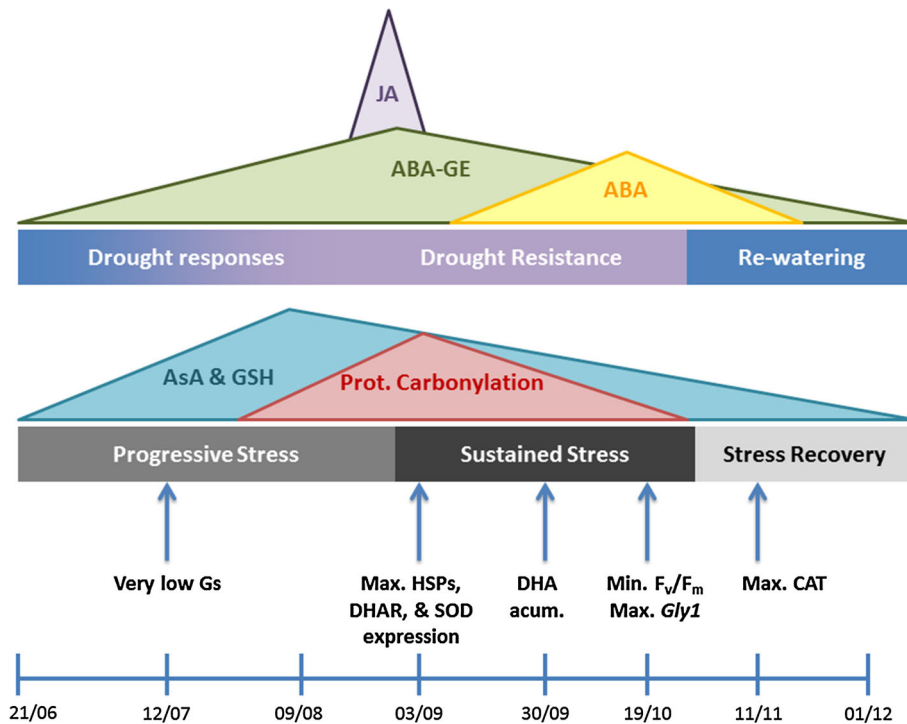 JA
ABA-GE
ABA
Drought responses
Drought Resistance
Re-watering
AsA & GSH
Prot. Carbonylation
Progressive Stress
Sustained Stress
Stress Recovery
Very low Gs
Max. HSPs,
DHAR, & SOD
expression
DHA
acum.
Min. Fv/Fm
Max. Gly1
Max. CAT
21/06
12/07
09/08
03/09
30/09
19/10
11/11
01/12